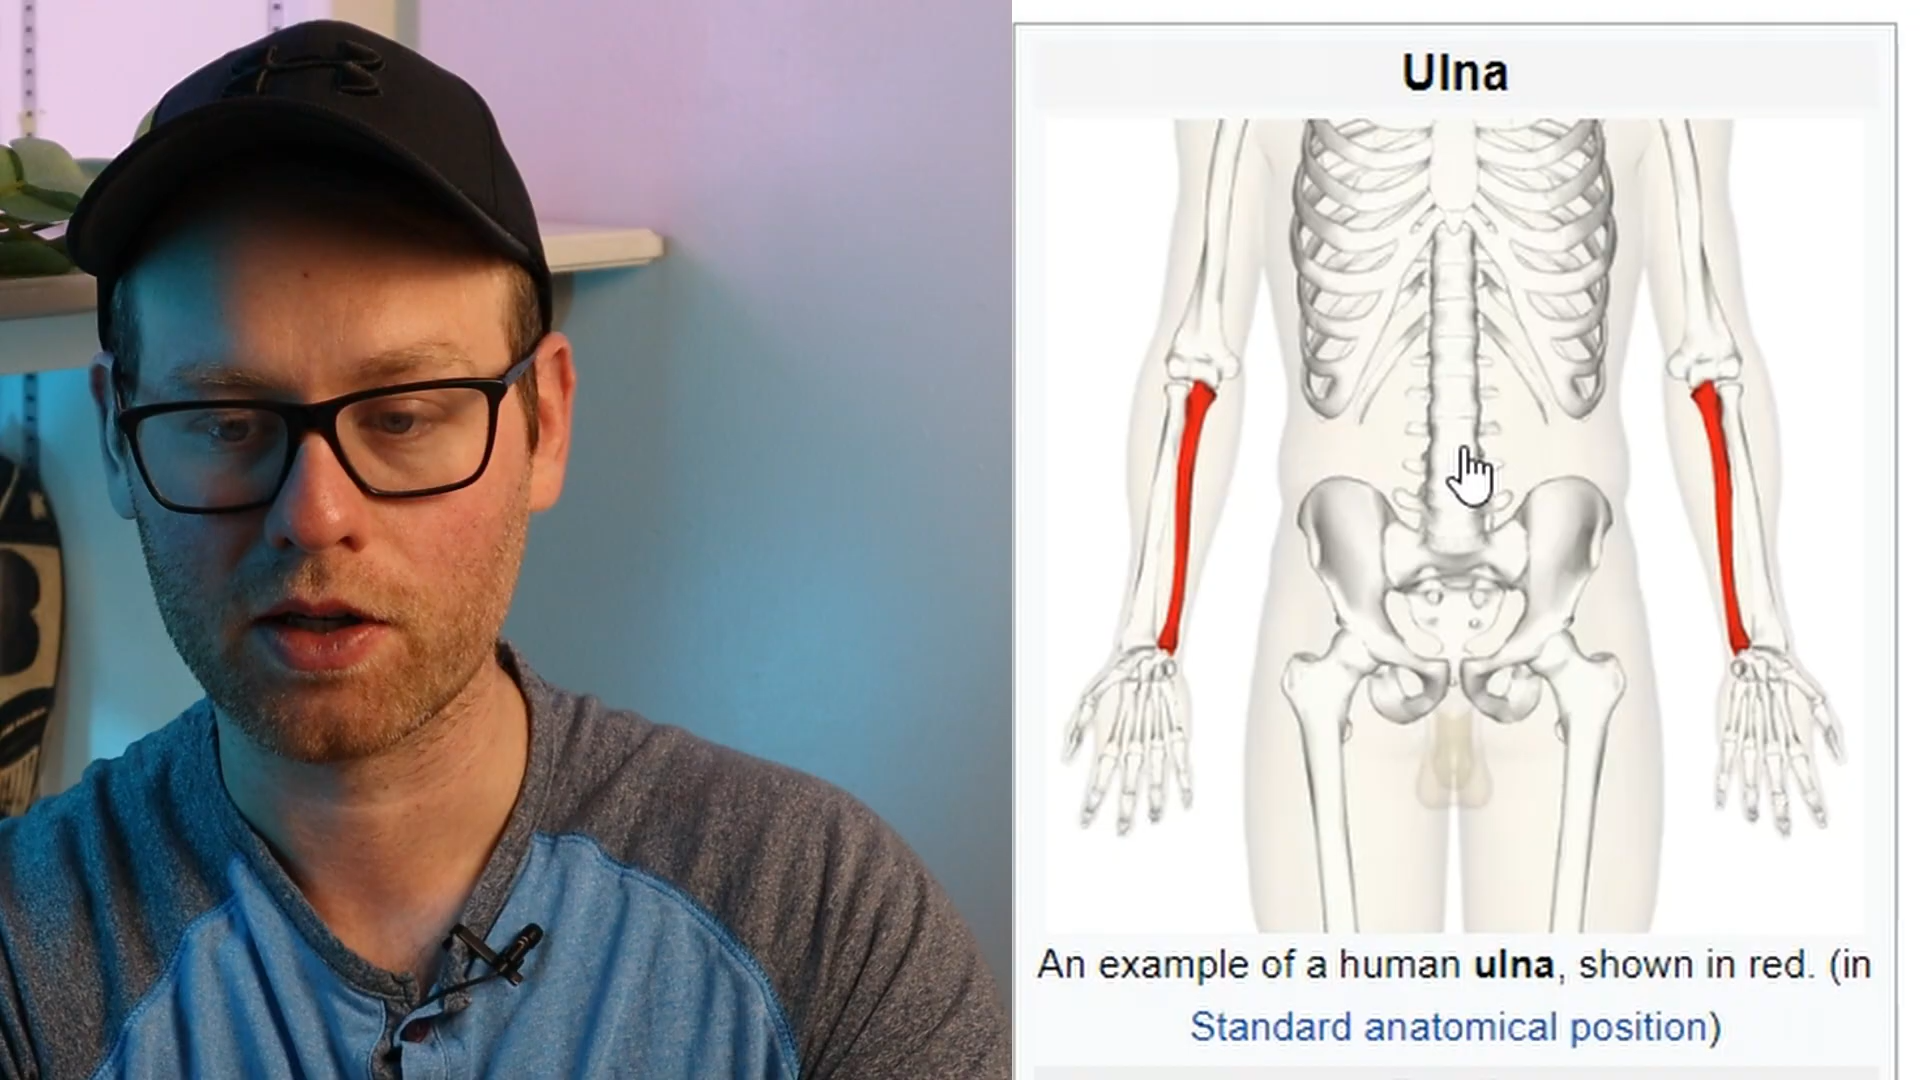 Ulna
An example of a human ulna, shown in red. (in
Standard anatomical position)